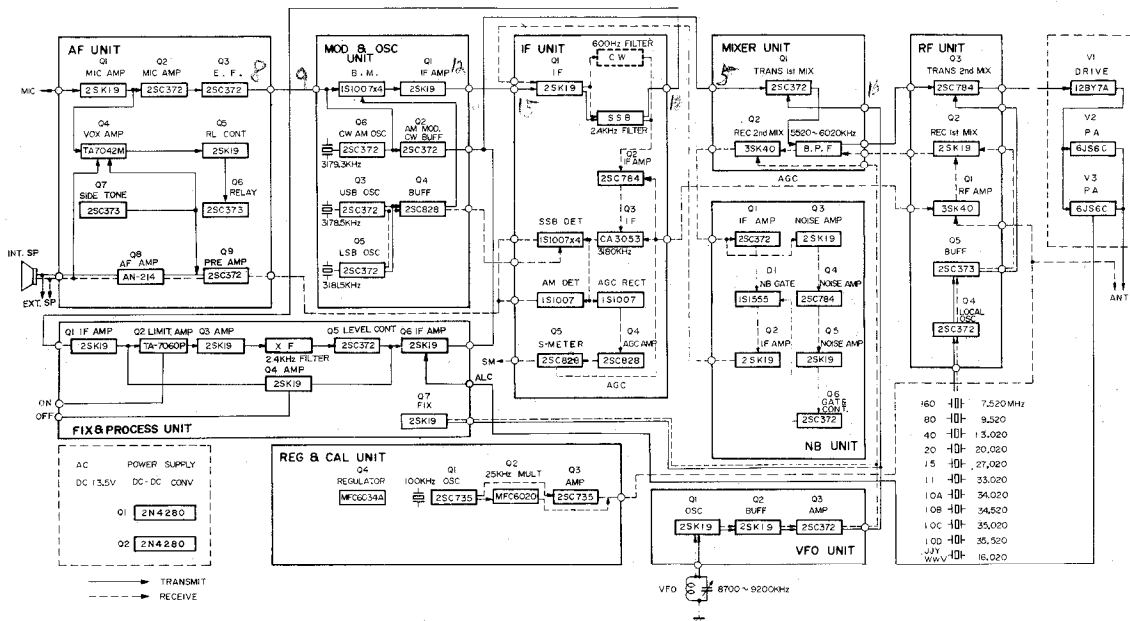 AF UNIT
Q1
MIC AMP
Q2
MIC AMP
Q3
E. F.
8
MIC
2SK19
2SC372
2SC372
Q4
VOX AMP
Q5
RL CONT
TA7042M
2SK19
Q7
SIDE TONE
Q6
RELAY
2SC373
2SC373
INT. SP
Q8
AF AMP
Q9
PRE AMP
AN-214
2SC372
EXT. SP
MOD & OSC
UNIT
9
B. M.
Q1
IF AMP
12
1S1007x4
2SK19
Q6
CW AM OSC
Q2
AM MOD.
CW BUFF
2SC372
2SC372
3179.3KHz
Q3
USB OSC
Q4
BUFF
2SC372
2SC828
3178.5KHz
Q5
LSB OSC
2SC372
3181.5KHz
IF UNIT
600Hz FILTER
CW
Q1
IF
2SK19
SSB
2.4KHz FILTER
Q2
IF AMP
2SC784
SSB DET
Q3
IF
1S1007x4
CA3053
3180KHz
AM DET
AGC RECT
1S1007
1S1007
Q5
S-METER
Q4
AGC AMP
SM
2SC828
2SC828
AGC
MIXER UNIT
5
Q1
TRANS 1st MIX
2SC372
Q2
REC 2nd MIX
5520~6020KHz
3SK40
B.P.F
AGC
Q1
IF AMP
Q3
NOISE AMP
2SC372
2SK19
D1
NB GATE
Q4
NOISE AMP
1S1555
2SC784
Q2
IF AMP
Q5
NOISE AMP
2SK19
2SK19
Q6
GATE
CONT.
2SC372
NB UNIT
RF UNIT
Q3
TRANS 2nd MIX
2SC784
Q2
REC 1st MIX
2SK19
Q1
RF AMP
3SK40
Q5
BUFF
2SC373
Q4
LOCAL
OSC
2SC372
V1
DRIVE
12BY7A
V2
PA
6JS6C
V3
PA
6JS6C
ANT
160 7.520MHz
80 9.520
40 13.020
20 20.020
15 27.020
11 33.020
10A 34.020
10B 34.520
10C 35.020
10D 35.520
JJY
WWV 16.020
Q1 IF AMP
Q2 LIMIT. AMP
Q3 AMP
Q5 LEVEL CONT
Q6 IF AMP
2SK19
TA-7060P
2SK19
X F
2SC372
2SK19
2.4KHz FILTER
Q4 AMP
2SK19
ALC
ON
OFF
Q7
FIX
2SK19
FIX&PROCESS UNIT
AC POWER SUPPLY
DC 13.5V DC-DC CONV
Q1 2N4280
Q2 2N4280
TRANSMIT
RECEIVE
REG & CAL UNIT
Q4
REGULATOR
MFC6034A
100KHz
Q1
OSC
2SC735
Q2
25KHz MULT
MFC6020
Q3
AMP
2SC735
Q1
OSC
Q2
BUFF
Q3
AMP
2SK19
2SK19
2SC372
VFO UNIT
VFO
8700~9200KHz